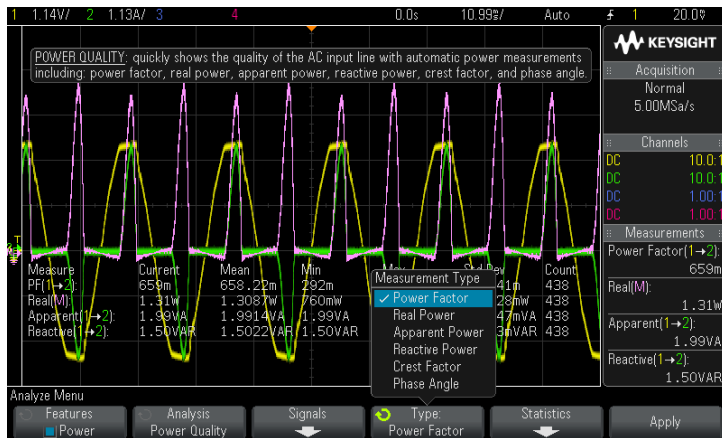 1 1.14V/ 2 1.13A/ 3 4 0.0s 10.99s/ Auto 1 20.0V
POWER QUALITY: quickly shows the quality of the AC input line with automatic power measurements
including: power factor, real power, apparent power, reactive power, crest factor, and phase angle.
KEYSIGHT
Acquisition
Normal
5.00MSa/s
Channels
DC 10.0:1
DC 10.0:1
DC 1.00:1
DC 1.00:1
Measurements
Power Factor(1→2):
659m
Real(M):
1.31W
Apparent(1→2):
1.99VA
Reactive(1→2):
1.50VAR
Measure Current Mean Min Count
PF(1→2): 659m 658.22m 292m 41m 438
Real(M): 1.31W 1.3087W 760mW 28mW 438
Apparent(1→2): 1.99VA 1.9914VA 1.99VA 47mVA 438
Reactive(1→2): 1.50VAR 1.5022VAR 1.50VAR 3mVAR 438
Measurement Type
✓ Power Factor
Real Power
Apparent Power
Reactive Power
Crest Factor
Phase Angle
Analyze Menu
Features
Power
Analysis
Power Quality
Signals
Type:
Power Factor
Statistics
Apply